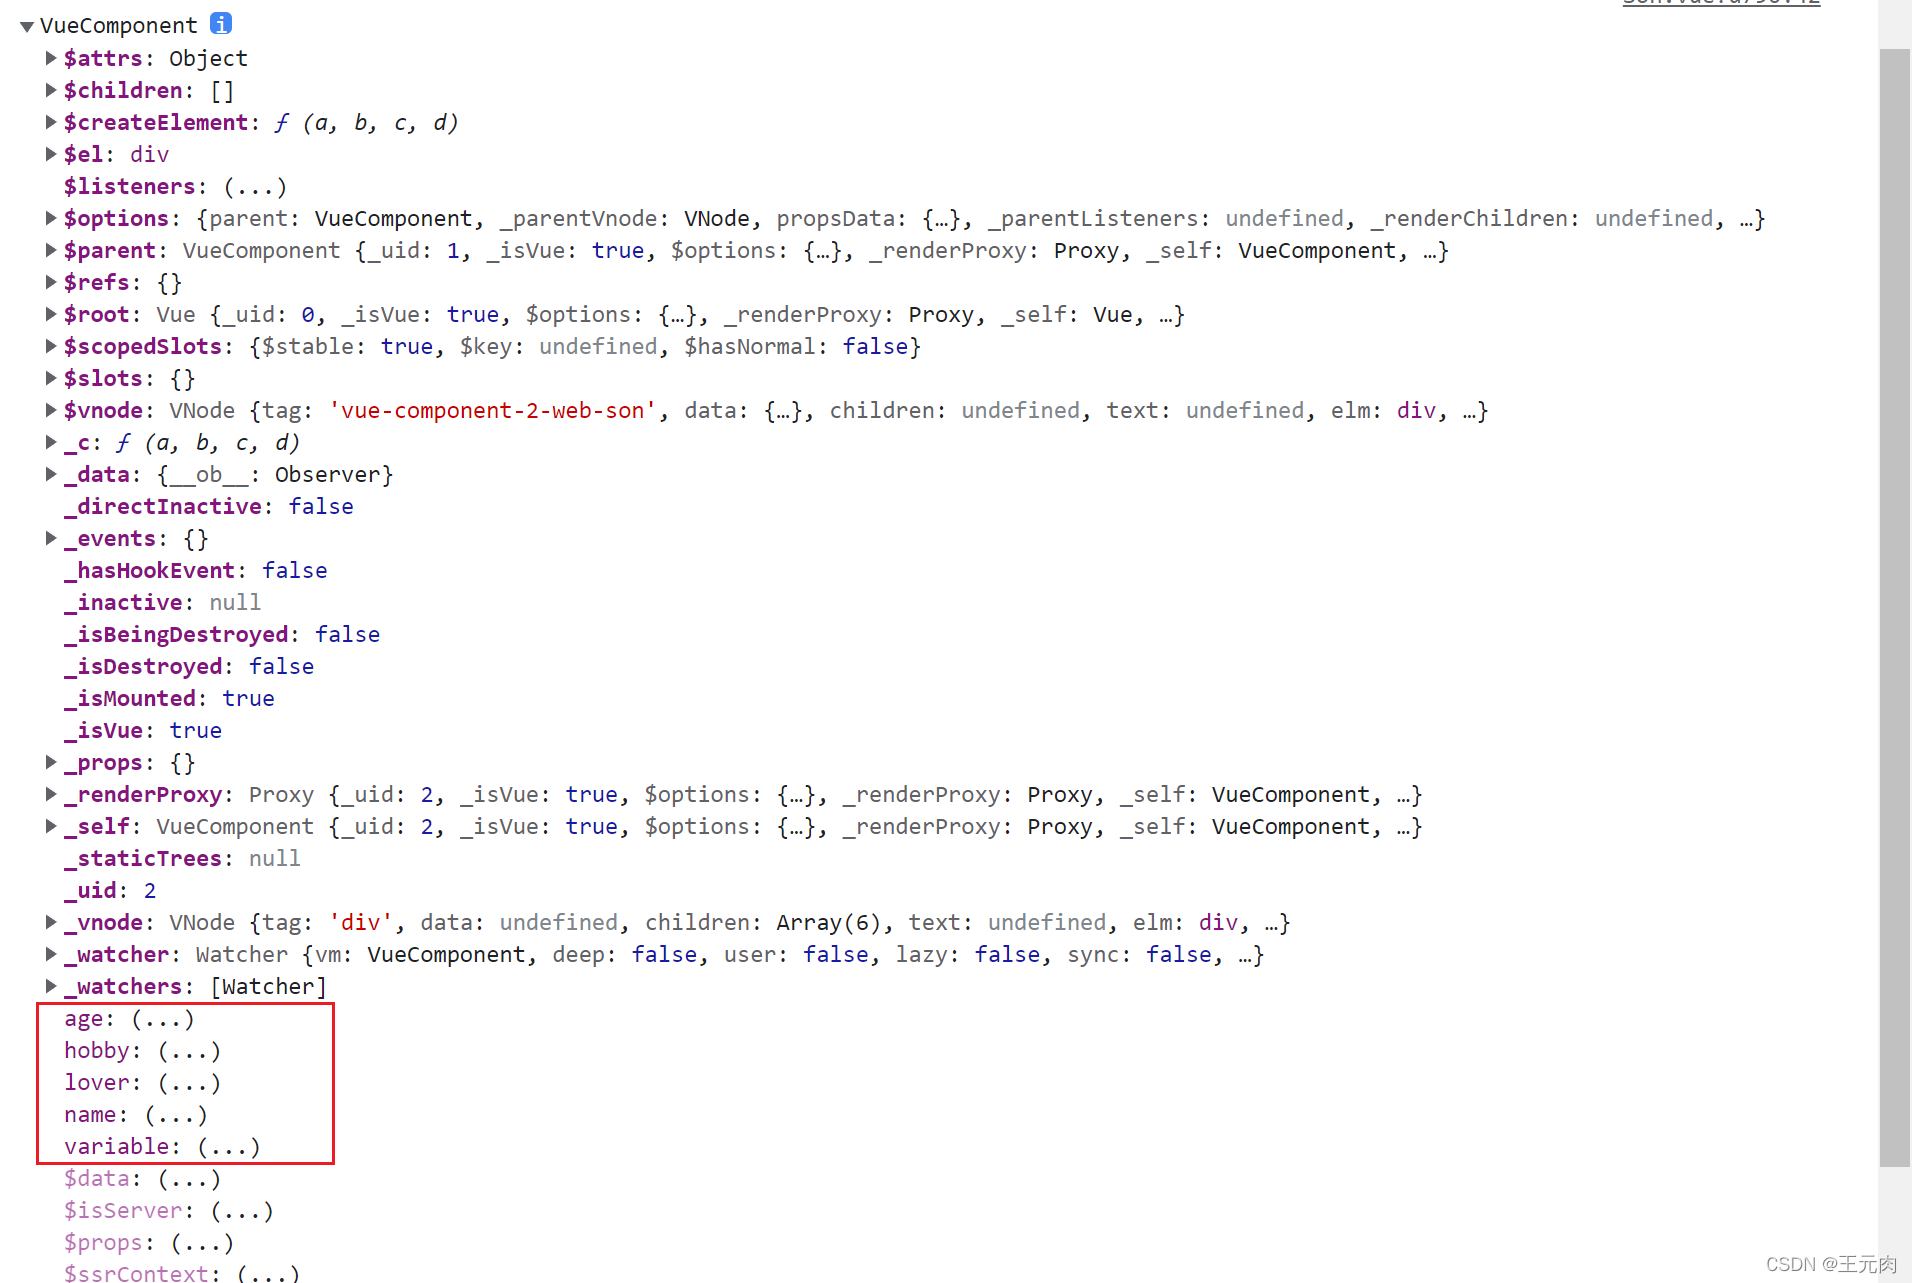 VueComponent i
$attrs: Object
$children: []
$createElement: ƒ (a, b, c, d)
$el: div
$listeners: (...)
$options: {parent: VueComponent, _parentVnode: VNode, propsData: {…}, _parentListeners: undefined, _renderChildren: undefined, …}
$parent: VueComponent {_uid: 1, _isVue: true, $options: {…}, _renderProxy: Proxy, _self: VueComponent, …}
$refs: {}
$root: Vue {_uid: 0, _isVue: true, $options: {…}, _renderProxy: Proxy, _self: Vue, …}
$scopedSlots: {$stable: true, $key: undefined, $hasNormal: false}
$slots: {}
$vnode: VNode {tag: 'vue-component-2-web-son', data: {…}, children: undefined, text: undefined, elm: div, …}
_c: ƒ (a, b, c, d)
_data: {__ob__: Observer}
_directInactive: false
_events: {}
_hasHookEvent: false
_inactive: null
_isBeingDestroyed: false
_isDestroyed: false
_isMounted: true
_isVue: true
_props: {}
_renderProxy: Proxy {_uid: 2, _isVue: true, $options: {…}, _renderProxy: Proxy, _self: VueComponent, …}
_self: VueComponent {_uid: 2, _isVue: true, $options: {…}, _renderProxy: Proxy, _self: VueComponent, …}
_staticTrees: null
_uid: 2
_vnode: VNode {tag: 'div', data: undefined, children: Array(6), text: undefined, elm: div, …}
_watcher: Watcher {vm: VueComponent, deep: false, user: false, lazy: false, sync: false, …}
_watchers: [Watcher]
age: (...)
hobby: (...)
lover: (...)
name: (...)
variable: (...)
$data: (...)
$isServer: (...)
$props: (...)
$ssrContext: (...)
CSDN @王元肉